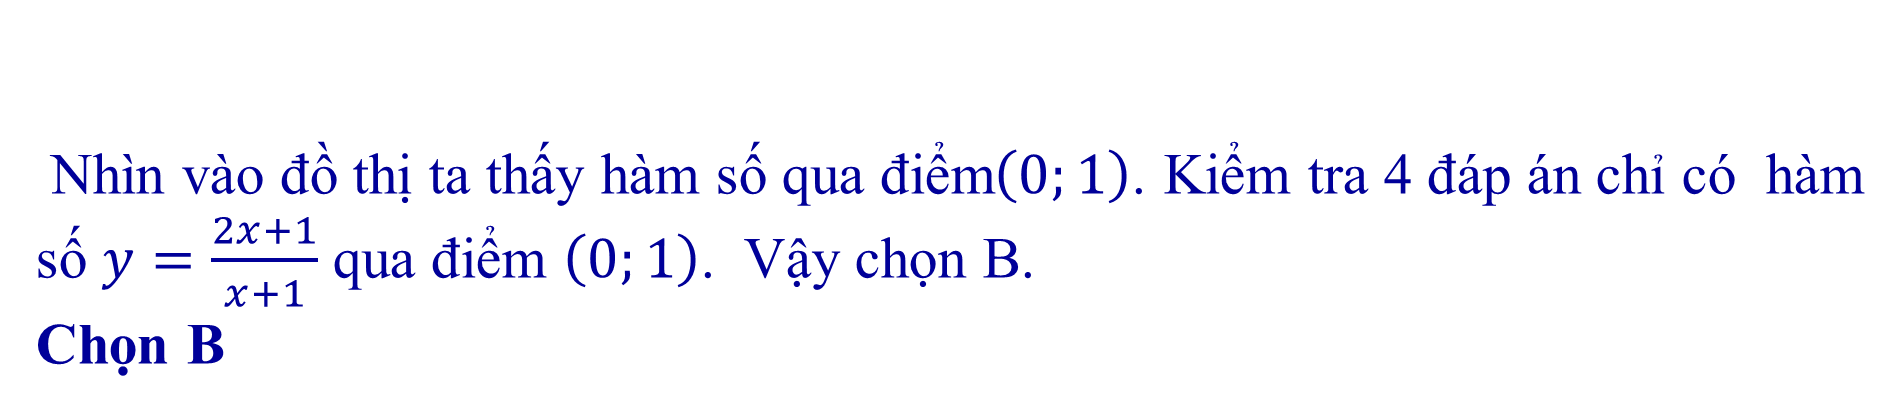 Nhìn vào đồ thị ta thấy hàm số qua điểm(0; 1). Kiểm tra 4 đáp án chỉ có hàm
số y = \frac{2x+1}{x+1} qua điểm (0; 1). Vậy chọn B.
Chọn B